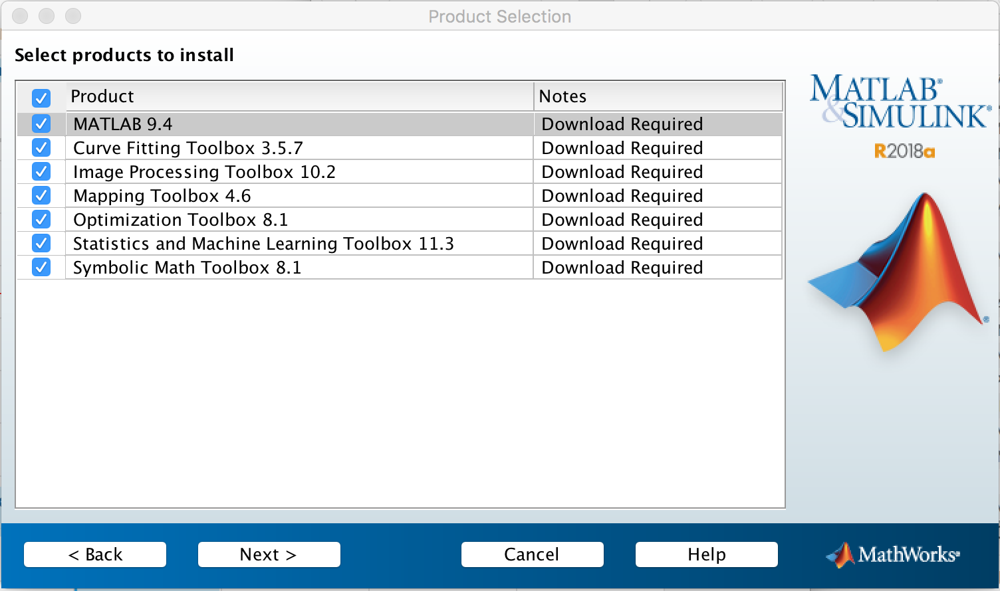 Product Selection
Select products to install
Product Notes
MATLAB 9.4 Download Required
Curve Fitting Toolbox 3.5.7 Download Required
Image Processing Toolbox 10.2 Download Required
Mapping Toolbox 4.6 Download Required
Optimization Toolbox 8.1 Download Required
Statistics and Machine Learning Toolbox 11.3 Download Required
Symbolic Math Toolbox 8.1 Download Required
MATLAB®
&SIMULINK®
R2018a
®
< Back Next > Cancel Help MathWorks®